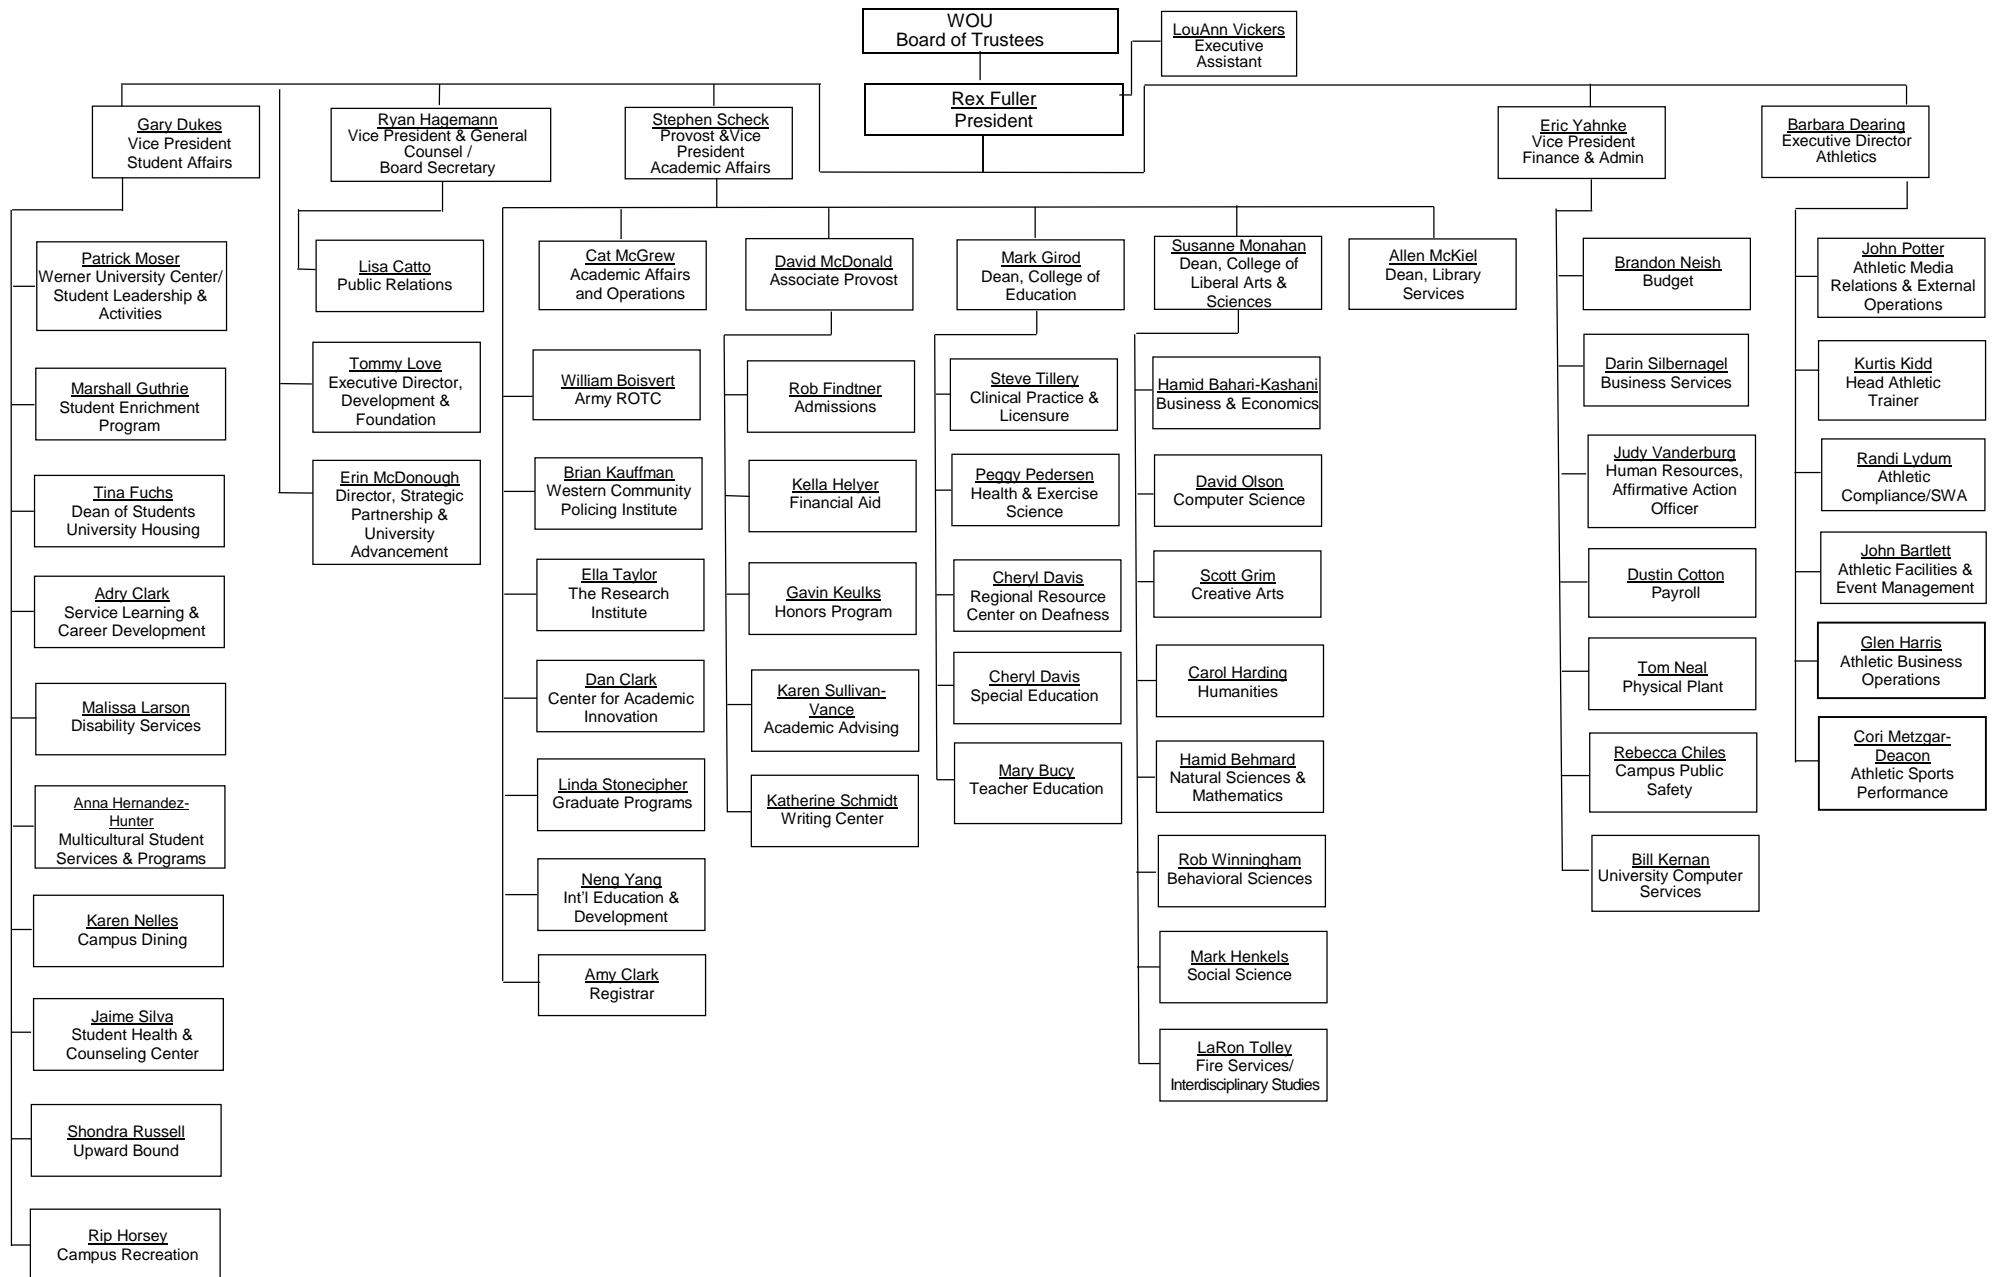 WOU
Board of Trustees
LouAnn Vickers
Executive
Assistant
Rex Fuller
President
Gary Dukes
Vice President
Student Affairs
Ryan Hagemann
Vice President & General
Counsel /
Board Secretary
Stephen Scheck
Provost &Vice
President
Academic Affairs
Eric Yahnke
Vice President
Finance & Admin
Barbara Dearing
Executive Director
Athletics
Patrick Moser
Werner University Center/
Student Leadership &
Activities
Marshall Guthrie
Student Enrichment
Program
Tina Fuchs
Dean of Students
University Housing
Adry Clark
Service Learning &
Career Development
Malissa Larson
Disability Services
Anna Hernandez-
Hunter
Multicultural Student
Services & Programs
Karen Nelles
Campus Dining
Jaime Silva
Student Health &
Counseling Center
Shondra Russell
Upward Bound
Rip Horsey
Campus Recreation
Lisa Catto
Public Relations
Tommy Love
Executive Director,
Development &
Foundation
Erin McDonough
Director, Strategic
Partnership &
University
Advancement
Cat McGrew
Academic Affairs
and Operations
William Boisvert
Army ROTC
Brian Kauffman
Western Community
Policing Institute
Ella Taylor
The Research
Institute
Dan Clark
Center for Academic
Innovation
Linda Stonecipher
Graduate Programs
Neng Yang
Int'l Education &
Development
Amy Clark
Registrar
David McDonald
Associate Provost
Rob Findtner
Admissions
Kella Helyer
Financial Aid
Gavin Keulks
Honors Program
Karen Sullivan-
Vance
Academic Advising
Katherine Schmidt
Writing Center
Mark Girod
Dean, College of
Education
Steve Tillery
Clinical Practice &
Licensure
Peggy Pedersen
Health & Exercise
Science
Cheryl Davis
Regional Resource
Center on Deafness
Cheryl Davis
Special Education
Mary Bucy
Teacher Education
Susanne Monahan
Dean, College of
Liberal Arts &
Sciences
Hamid Bahari-Kashani
Business & Economics
David Olson
Computer Science
Scott Grim
Creative Arts
Carol Harding
Humanities
Hamid Behmard
Natural Sciences &
Mathematics
Rob Winningham
Behavioral Sciences
Mark Henkels
Social Science
LaRon Tolley
Fire Services/
Interdisciplinary Studies
Allen McKiel
Dean, Library
Services
Brandon Neish
Budget
Darin Silbernagel
Business Services
Judy Vanderburg
Human Resources,
Affirmative Action
Officer
Dustin Cotton
Payroll
Tom Neal
Physical Plant
Rebecca Chiles
Campus Public
Safety
Bill Kernan
University Computer
Services
John Potter
Athletic Media
Relations & External
Operations
Kurtis Kidd
Head Athletic
Trainer
Randi Lydum
Athletic
Compliance/SWA
John Bartlett
Athletic Facilities &
Event Management
Glen Harris
Athletic Business
Operations
Cori Metzgar-
Deacon
Athletic Sports
Performance